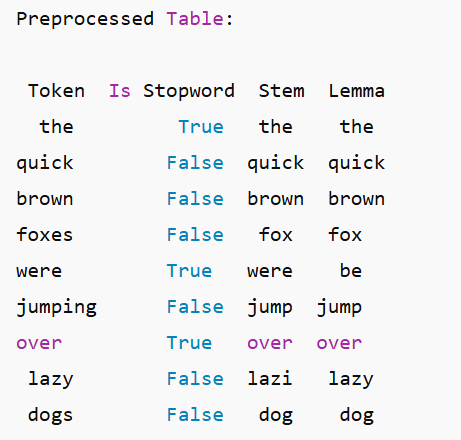 Preprocessed Table:
Token Is Stopword Stem Lemma
the True the the
quick False quick quick
brown False brown brown
foxes False fox fox
were True were be
jumping False jump jump
over True over over
lazy False lazi lazy
dogs False dog dog